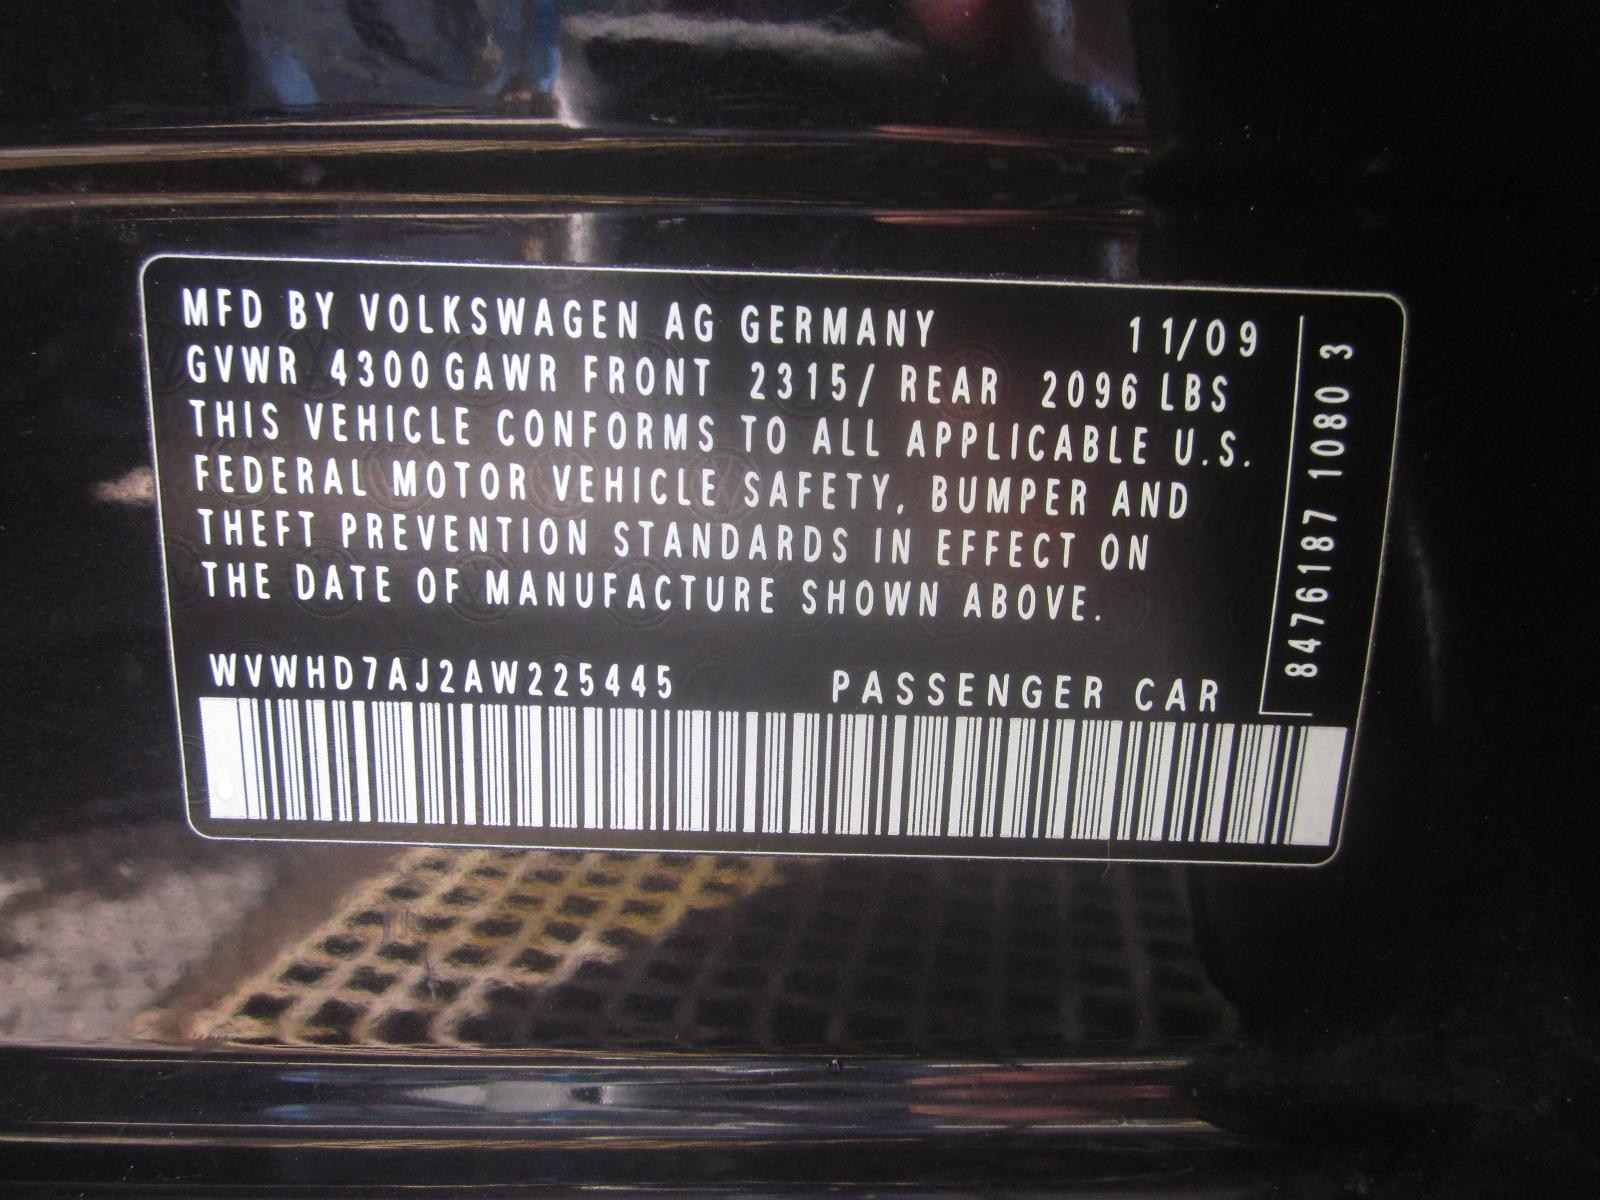 MFD BY VOLKSWAGEN AG GERMANY 11/09
GVWR 4300 GAWR FRONT 2315/ REAR 2096 LBS
THIS VEHICLE CONFORMS TO ALL APPLICABLE U.S.
FEDERAL MOTOR VEHICLE SAFETY, BUMPER AND
THEFT PREVENTION STANDARDS IN EFFECT ON
THE DATE OF MANUFACTURE SHOWN ABOVE.
WVWHD7AJ2AW225445 PASSENGER CAR
8476187 1080 3